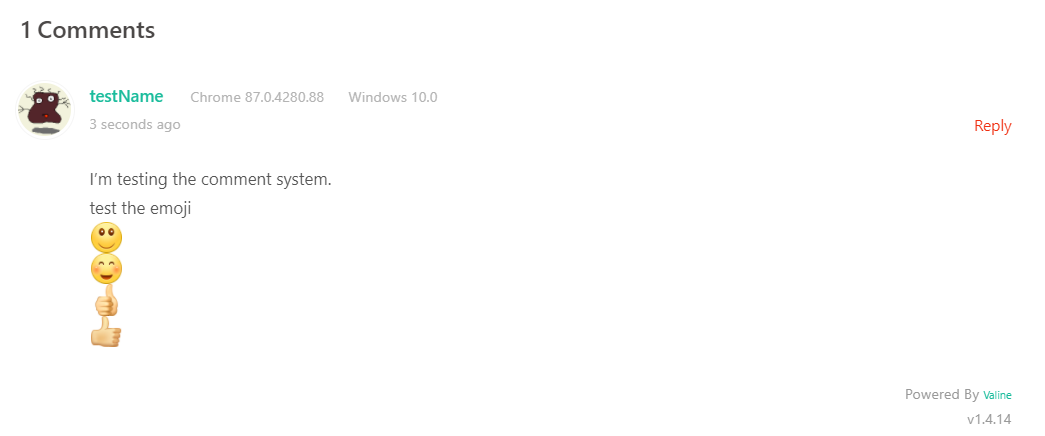 1 Comments
testName Chrome 87.0.4280.88 Windows 10.0
3 seconds ago
Reply
I'm testing the comment system.
test the emoji
Powered By Valine
v1.4.14